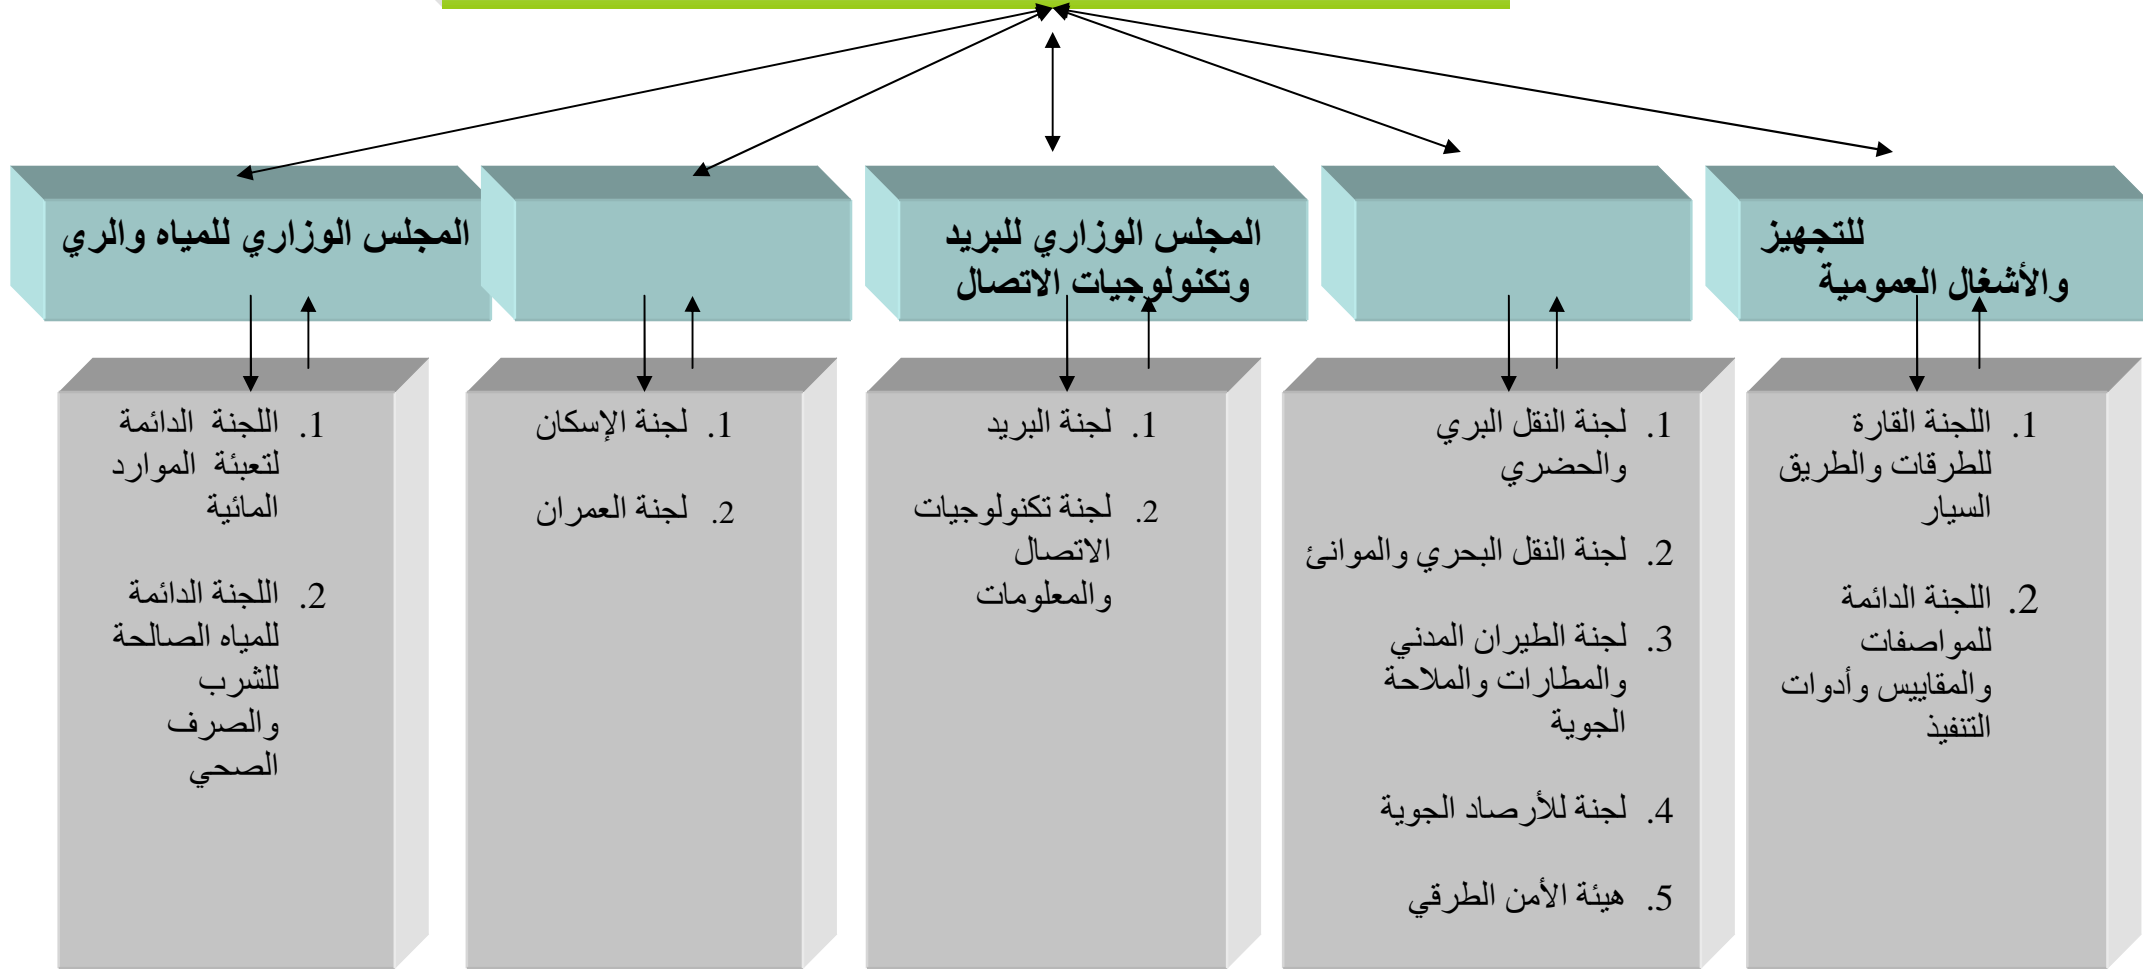 للتجهيز
والأشغال العمومية
المجلس الوزاري للبريد
وتكنولوجيات الاتصال
المجلس الوزاري للمياه والري
1. اللجنة القارة
للطرقات والطريق
السيار
2. اللجنة الدائمة
للمواصفات
والمقاييس وأدوات
التنفيذ
1. لجنة النقل البري
والحضري
2. لجنة النقل البحري والموانئ
3. لجنة الطيران المدني
والمطارات والملاحة
الجوية
4. لجنة للأرصاد الجوية
5. هيئة الأمن الطرقي
1. لجنة البريد
2. لجنة تكنولوجيات
الاتصال
والمعلومات
1. لجنة الإسكان
2. لجنة العمران
1. اللجنة الدائمة
لتعبئة الموارد
المائية
2. اللجنة الدائمة
للمياه الصالحة
للشرب
والصرف
الصحي